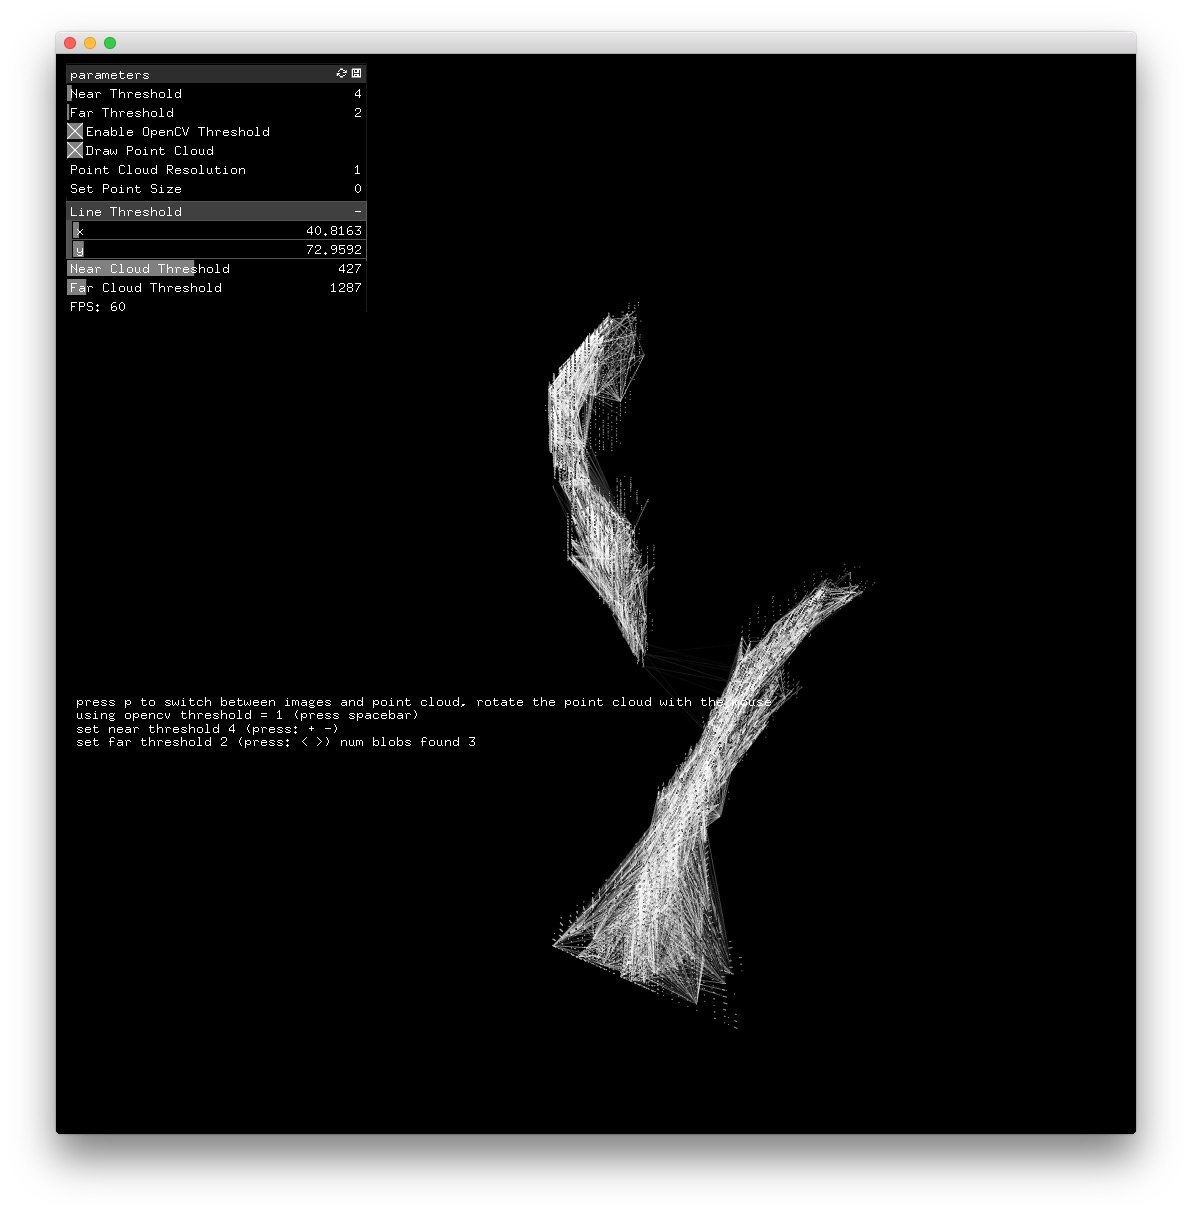 parameters
Near Threshold 4
Far Threshold 2
Enable OpenCV Threshold
Draw Point Cloud
Point Cloud Resolution 1
Set Point Size 0
Line Threshold -
x 40.8163
y 72.9592
Near Cloud Threshold 427
Far Cloud Threshold 1287
FPS: 60
press p to switch between images and point cloud, rotate the point cloud with the mouse
using opencv threshold = 1 (press spacebar)
set near threshold 4 (press: + -)
set far threshold 2 (press: < >) num blobs found 3